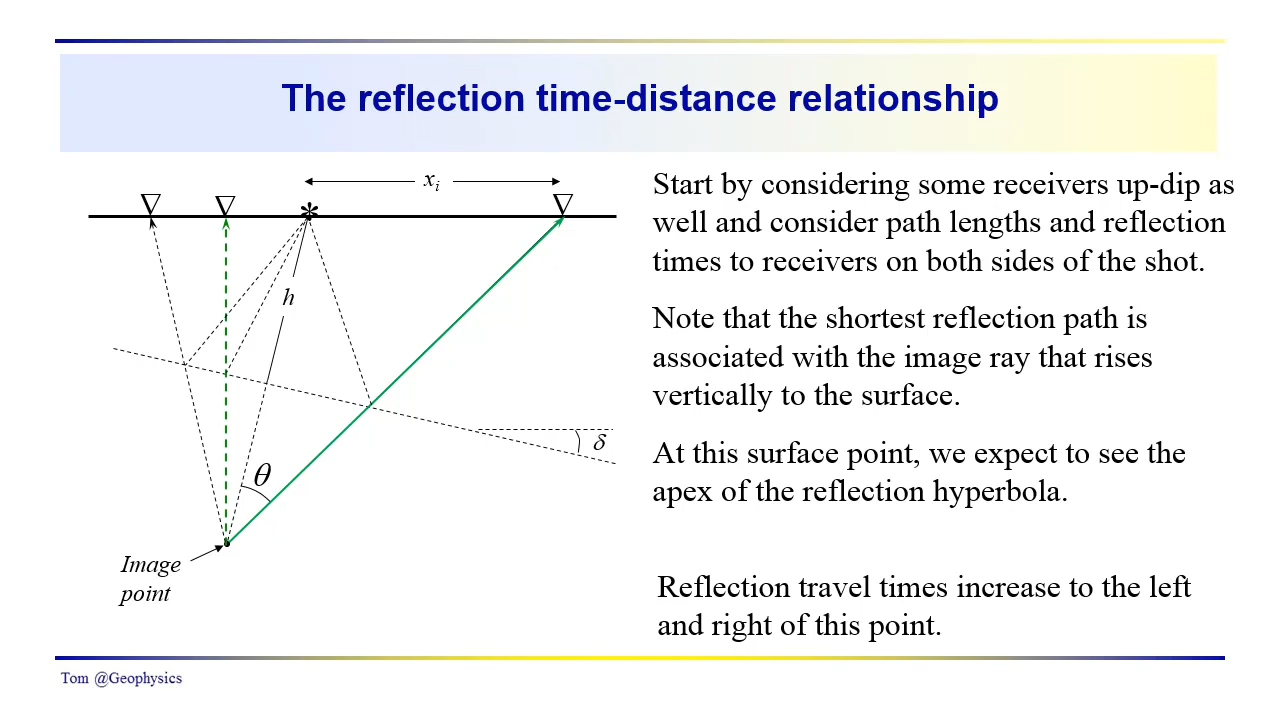 The reflection time-distance relationship
xᵢ
h
δ
θ
Image
point
Start by considering some receivers up-dip as
well and consider path lengths and reflection
times to receivers on both sides of the shot.
Note that the shortest reflection path is
associated with the image ray that rises
vertically to the surface.
At this surface point, we expect to see the
apex of the reflection hyperbola.
Reflection travel times increase to the left
and right of this point.
Tom @Geophysics